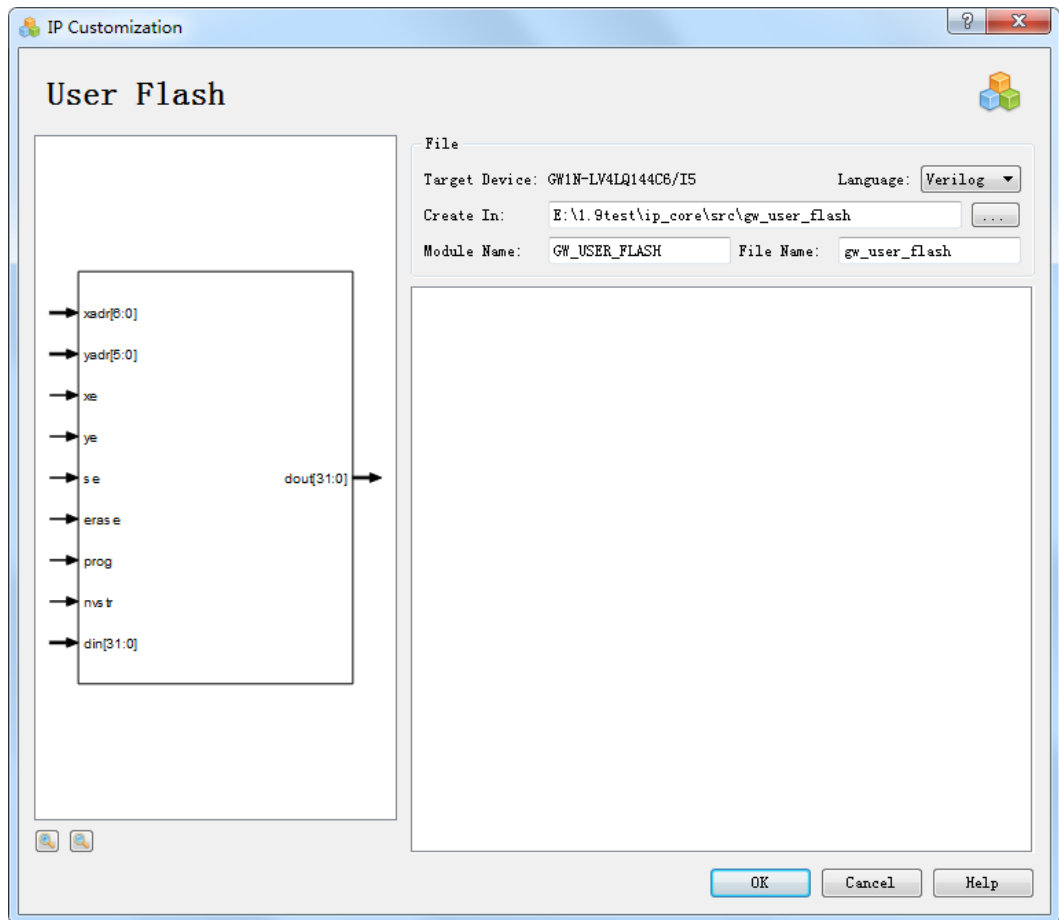 IP Customization
User Flash
File
Target Device: GW1N-LV4LQ144C6/I5 Language: Verilog
Create In: E:\1.9test\ip_core\src\gw_user_flash ...
Module Name: GW_USER_FLASH File Name: gw_user_flash
xadr[6:0]
yadr[5:0]
xe
ye
se
dout[31:0]
erase
prog
nvstr
din[31:0]
OK Cancel Help